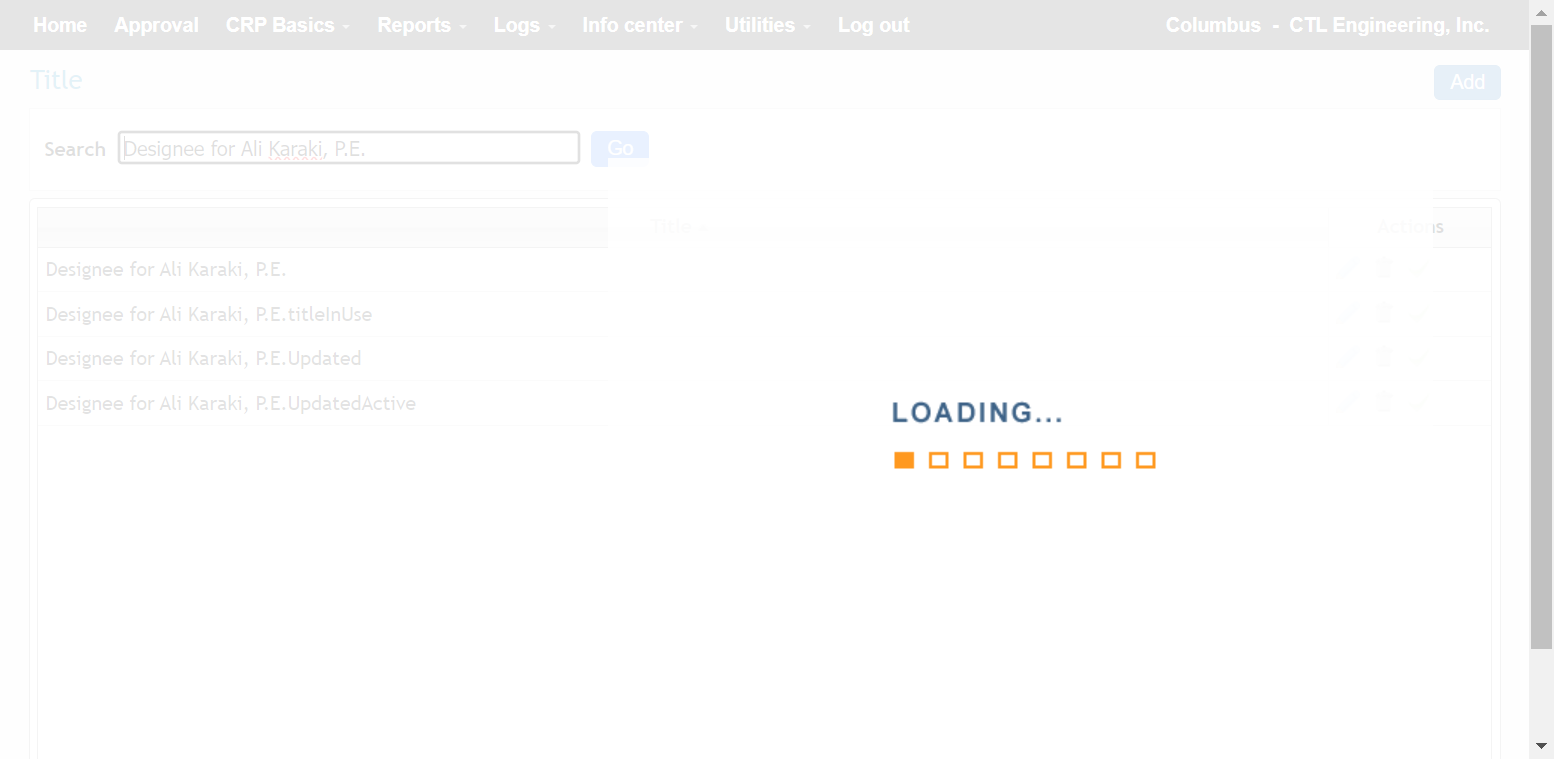 Home Approval CRP Basics Reports Logs Info center Utilities Log out Columbus - CTL Engineering, Inc.
Title Add
Search Designee for Ali Karaki, P.E. Go
Title Actions
Designee for Ali Karaki, P.E.
Designee for Ali Karaki, P.E.titleInUse
Designee for Ali Karaki, P.E.Updated
Designee for Ali Karaki, P.E.UpdatedActive
LOADING...